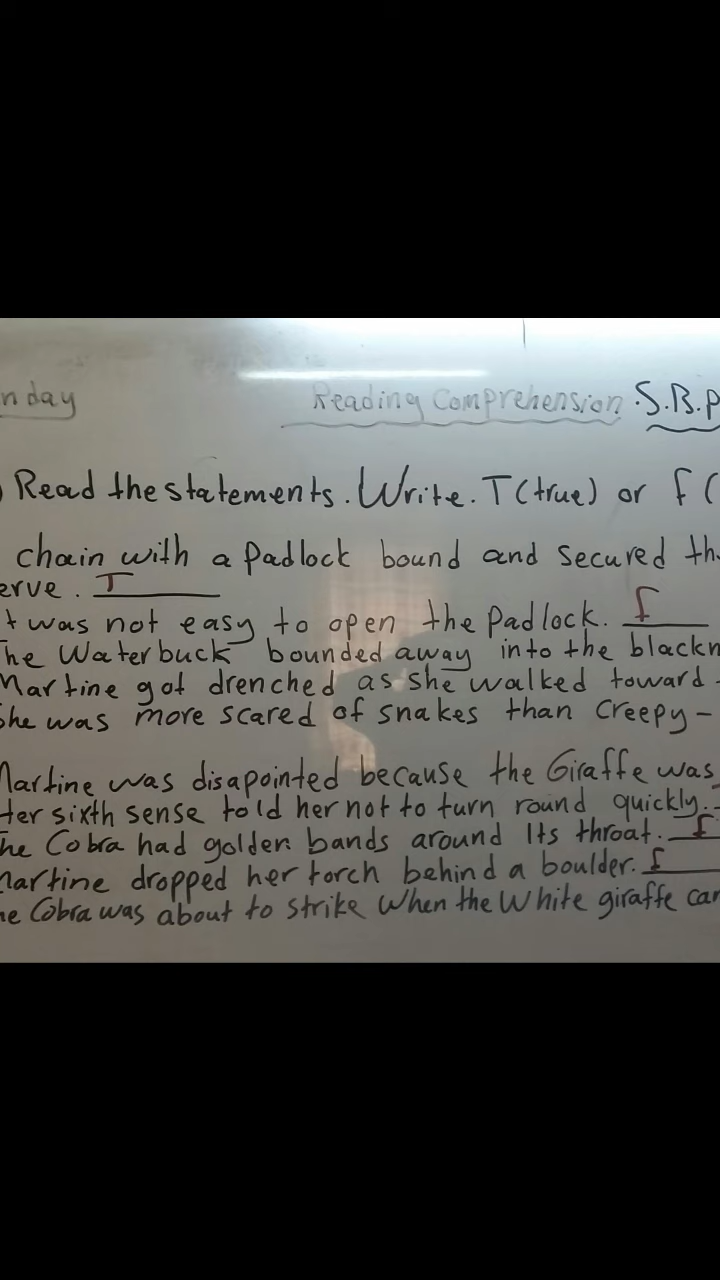 nday Reading Comprehension. S.B.P
Read the statements. Write. T(true) or f(
chain with a padlock bound and secured th
erve. T
t was not easy to open the padlock. f
he Waterbuck bounded away into the blackn
Martine got drenched as she walked toward
She was more scared of snakes than creepy-
Martine was disapointed because the Giraffe was
Her sixth sense told her not to turn round quickly.
The Cobra had golden bands around Its throat. f
Martine dropped her torch behind a boulder. f
he Cobra was about to strike When the White giraffe car